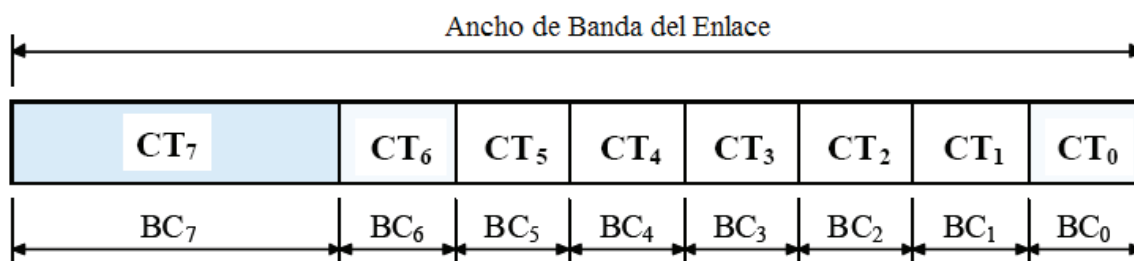 Ancho de Banda del Enlace
CT₇ CT₆ CT₅ CT₄ CT₃ CT₂ CT₁ CT₀
BC₇ BC₆ BC₅ BC₄ BC₃ BC₂ BC₁ BC₀